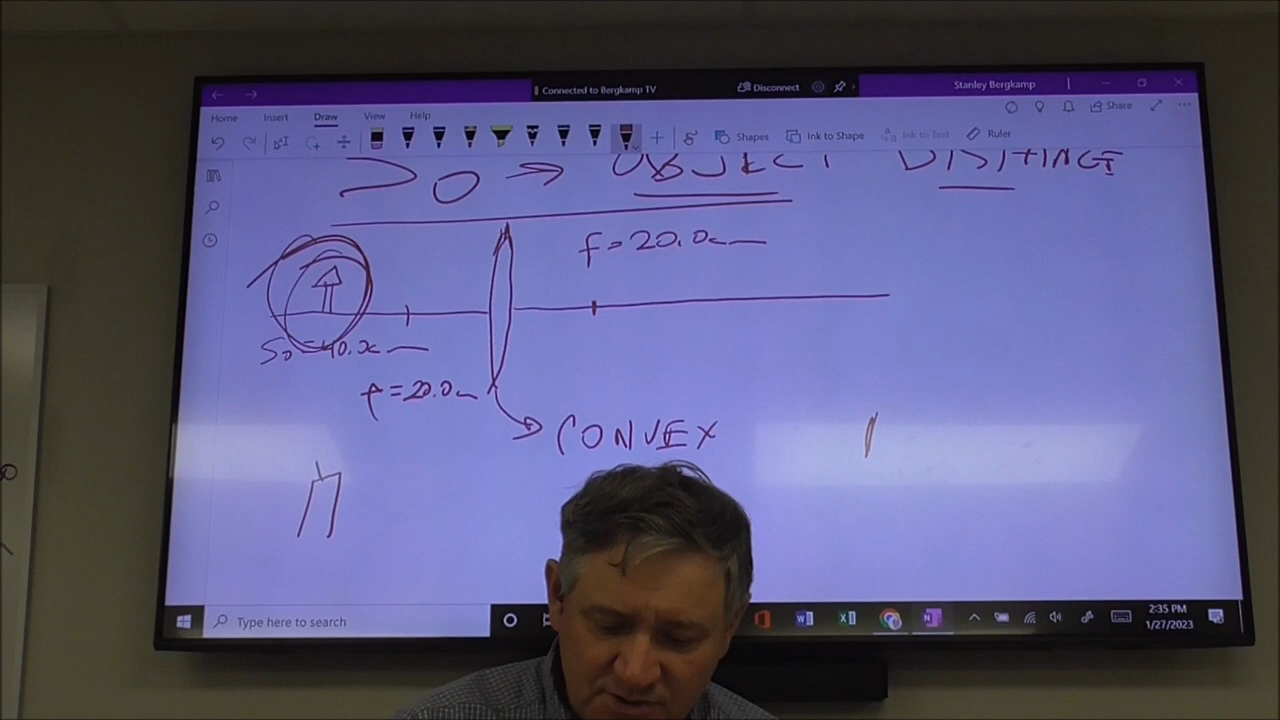 Connected to Bergkamp TV Disconnect Stanley Bergkamp
Home Insert Draw View Help Share
Shapes Ink to Shape Ink to Text Ruler
So → OBJECT DISTANCE
f = 20.0cm
So = 40.0cm
f = 20.0cm
CONVEX
Type here to search
2:35 PM
1/27/2023